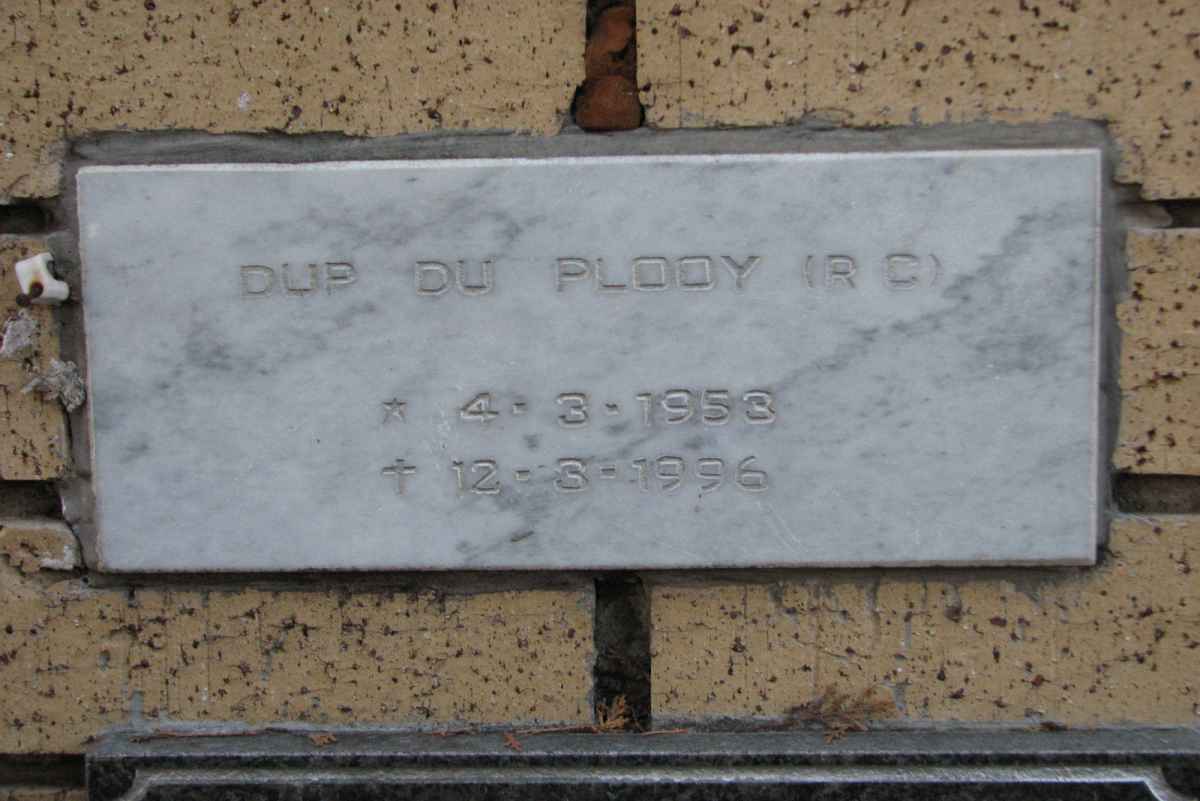 DUP DU PLOOY (R C)
★ 4-3-1953
✝ 12-3-1996